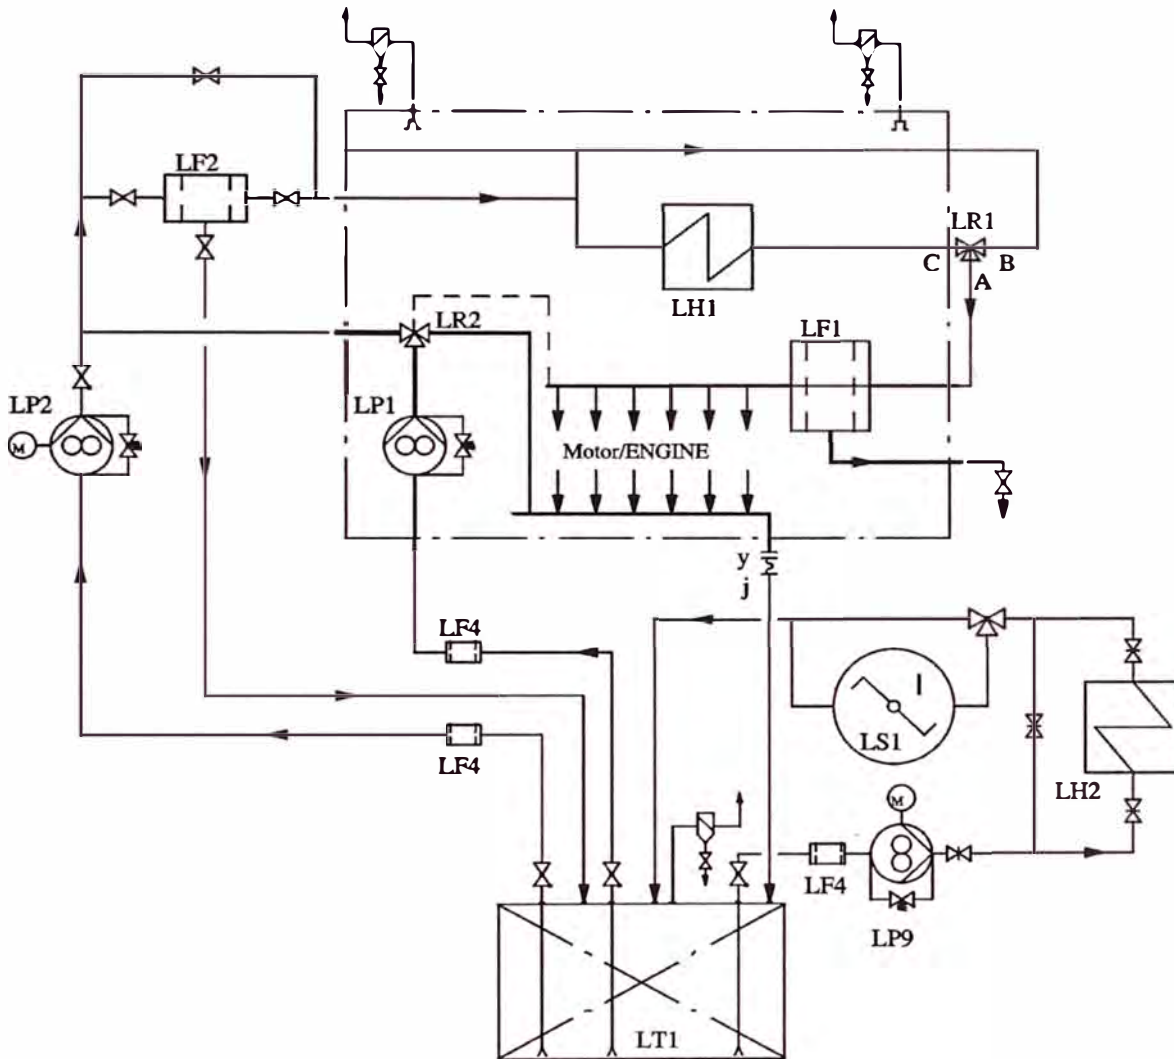 LF2
LR1
C
B
A
LH1
LR2
LF1
LP2
LP1
M
Motor/ENGINE
y
j
LF4
LS1
LF4
LH2
M
LF4
LP9
LT1